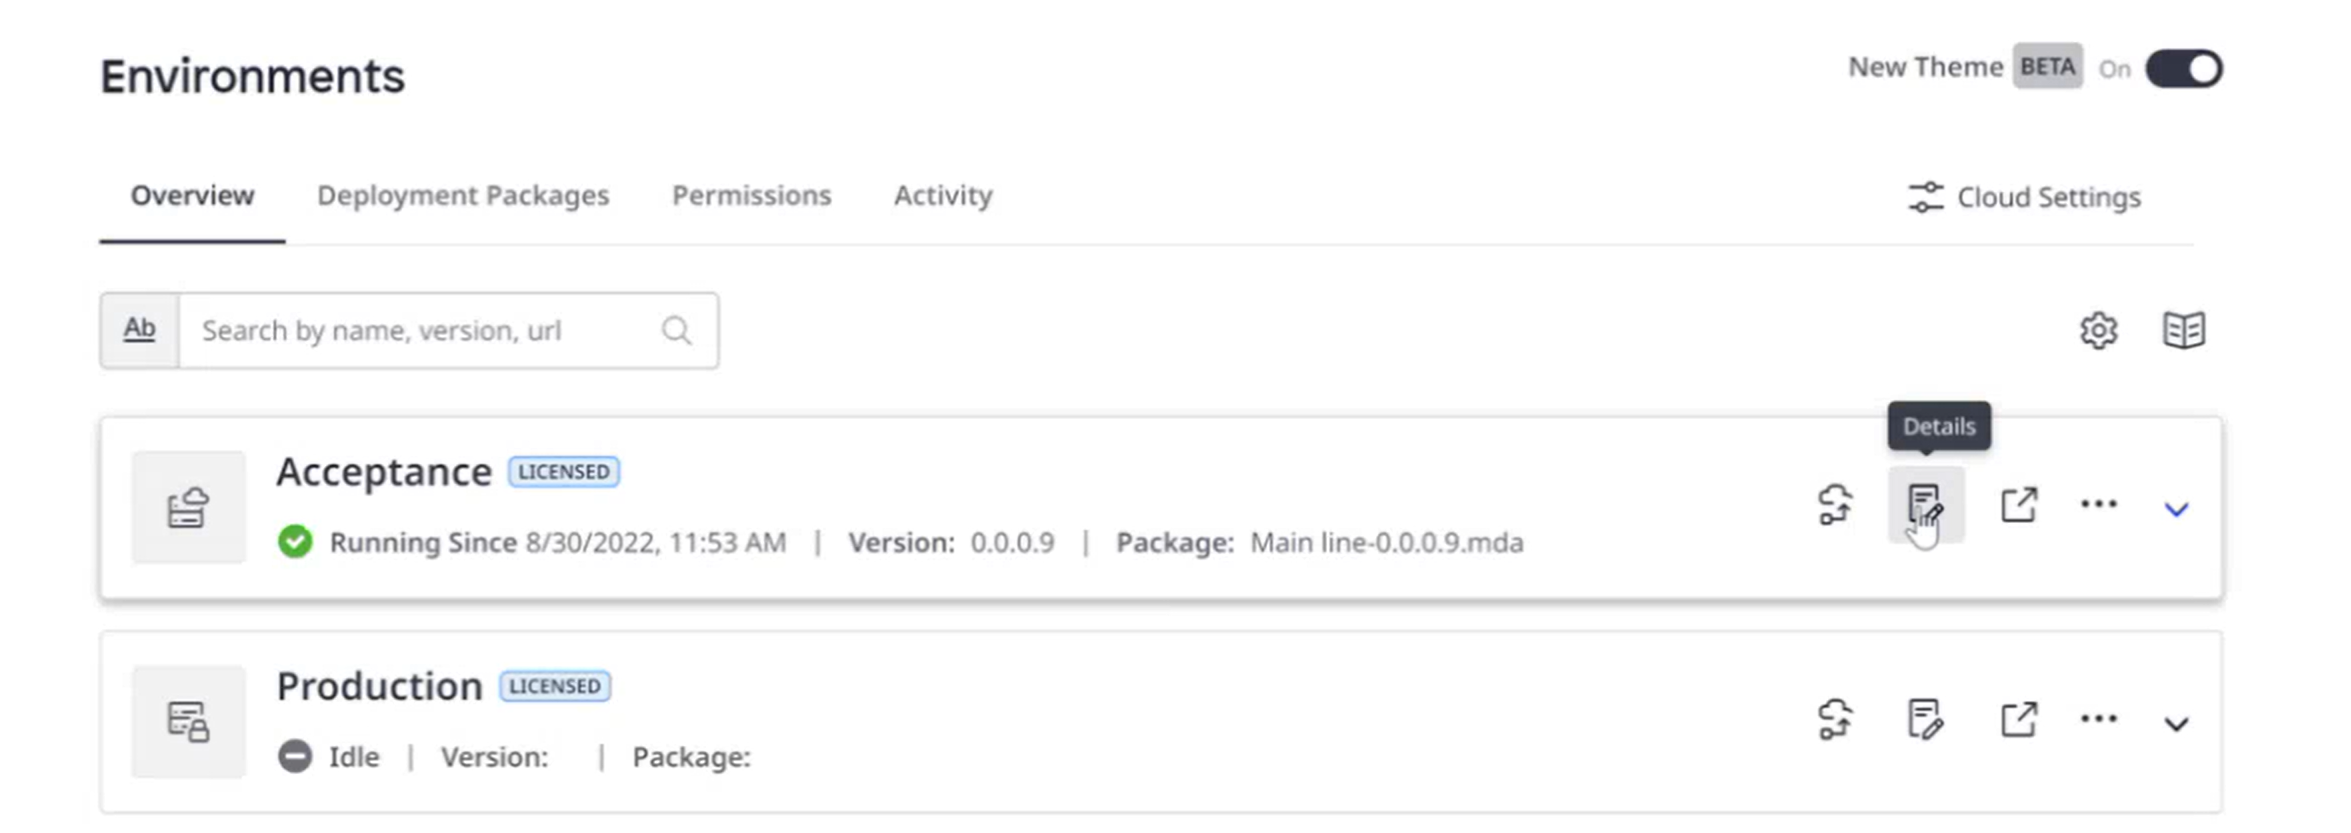 Environments
New Theme BETA On
Overview Deployment Packages Permissions Activity Cloud Settings
Ab Search by name, version, url
Details
Acceptance LICENSED
Running Since 8/30/2022, 11:53 AM | Version: 0.0.0.9 | Package: Main line-0.0.0.9.mda
Production LICENSED
Idle | Version: | Package: